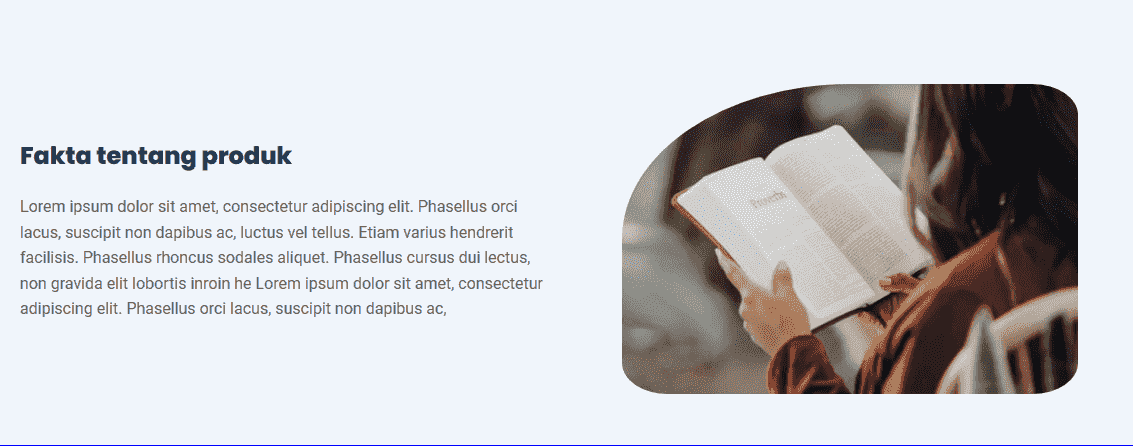 Fakta tentang produk
Lorem ipsum dolor sit amet, consectetur adipiscing elit. Phasellus orci
lacus, suscipit non dapibus ac, luctus vel tellus. Etiam varius hendrerit
facilisis. Phasellus rhoncus sodales aliquet. Phasellus cursus dui lectus,
non gravida elit lobortis inroin he Lorem ipsum dolor sit amet, consectetur
adipiscing elit. Phasellus orci lacus, suscipit non dapibus ac,